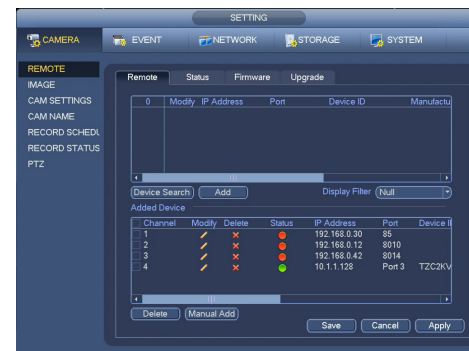 SETTING
CAMERA EVENT NETWORK STORAGE SYSTEM
REMOTE
IMAGE
CAM SETTINGS
CAM NAME
RECORD SCHEDL
RECORD STATUS
PTZ
Remote Status Firmware Upgrade
0 Modify IP Address Port Device ID Manufactu
Device Search Add Display Filter Null
Added Device
Channel Modify Delete Status IP Address Port Device I
1 192.168.0.30 85
2 192.168.0.12 8010
3 192.168.0.42 8014
4 10.1.1.128 Port 3 TZC2KV
Delete Manual Add
Save Cancel Apply